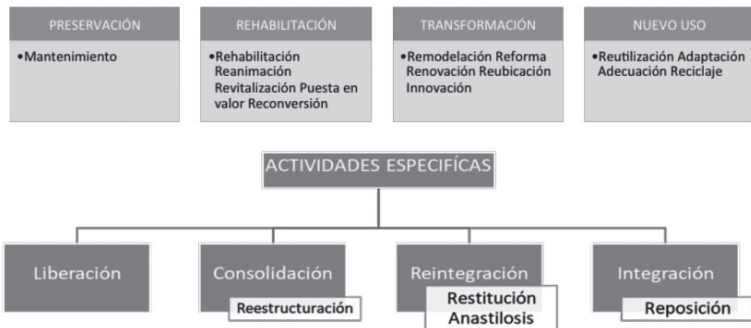 PRESERVACIÓN
•Mantenimiento
REHABILITACIÓN
•Rehabilitación
Reanimación
Revitalización Puesta en
valor Reconversión
TRANSFORMACIÓN
•Remodelación Reforma
Renovación Reubicación
Innovación
NUEVO USO
•Reutilización Adaptación
Adecuación Reciclaje
ACTIVIDADES ESPECIFÍCAS
Liberación
Consolidación
Reestructuración
Reintegración
Restitución
Anastilosis
Integración
Reposición